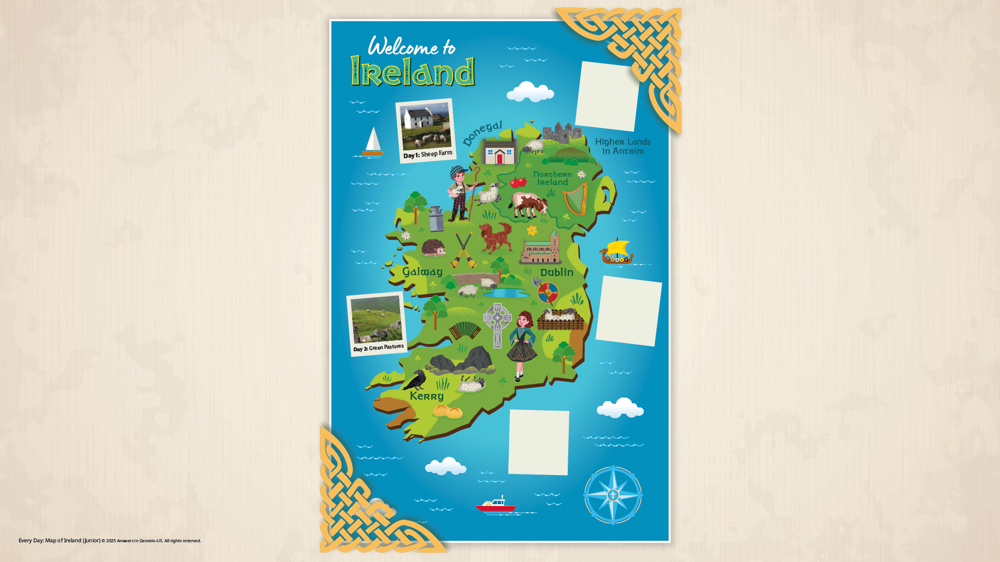 Welcome to
Ireland
Day 1: Sheep Farm
Donegal
Higher Lands
in Antrim
Northern
Ireland
Galway
Dublin
Day 2: Green Pastures
Kerry
Every Day: Map of Ireland (Junior) © 2025 Answers in Genesis–US. All rights reserved.